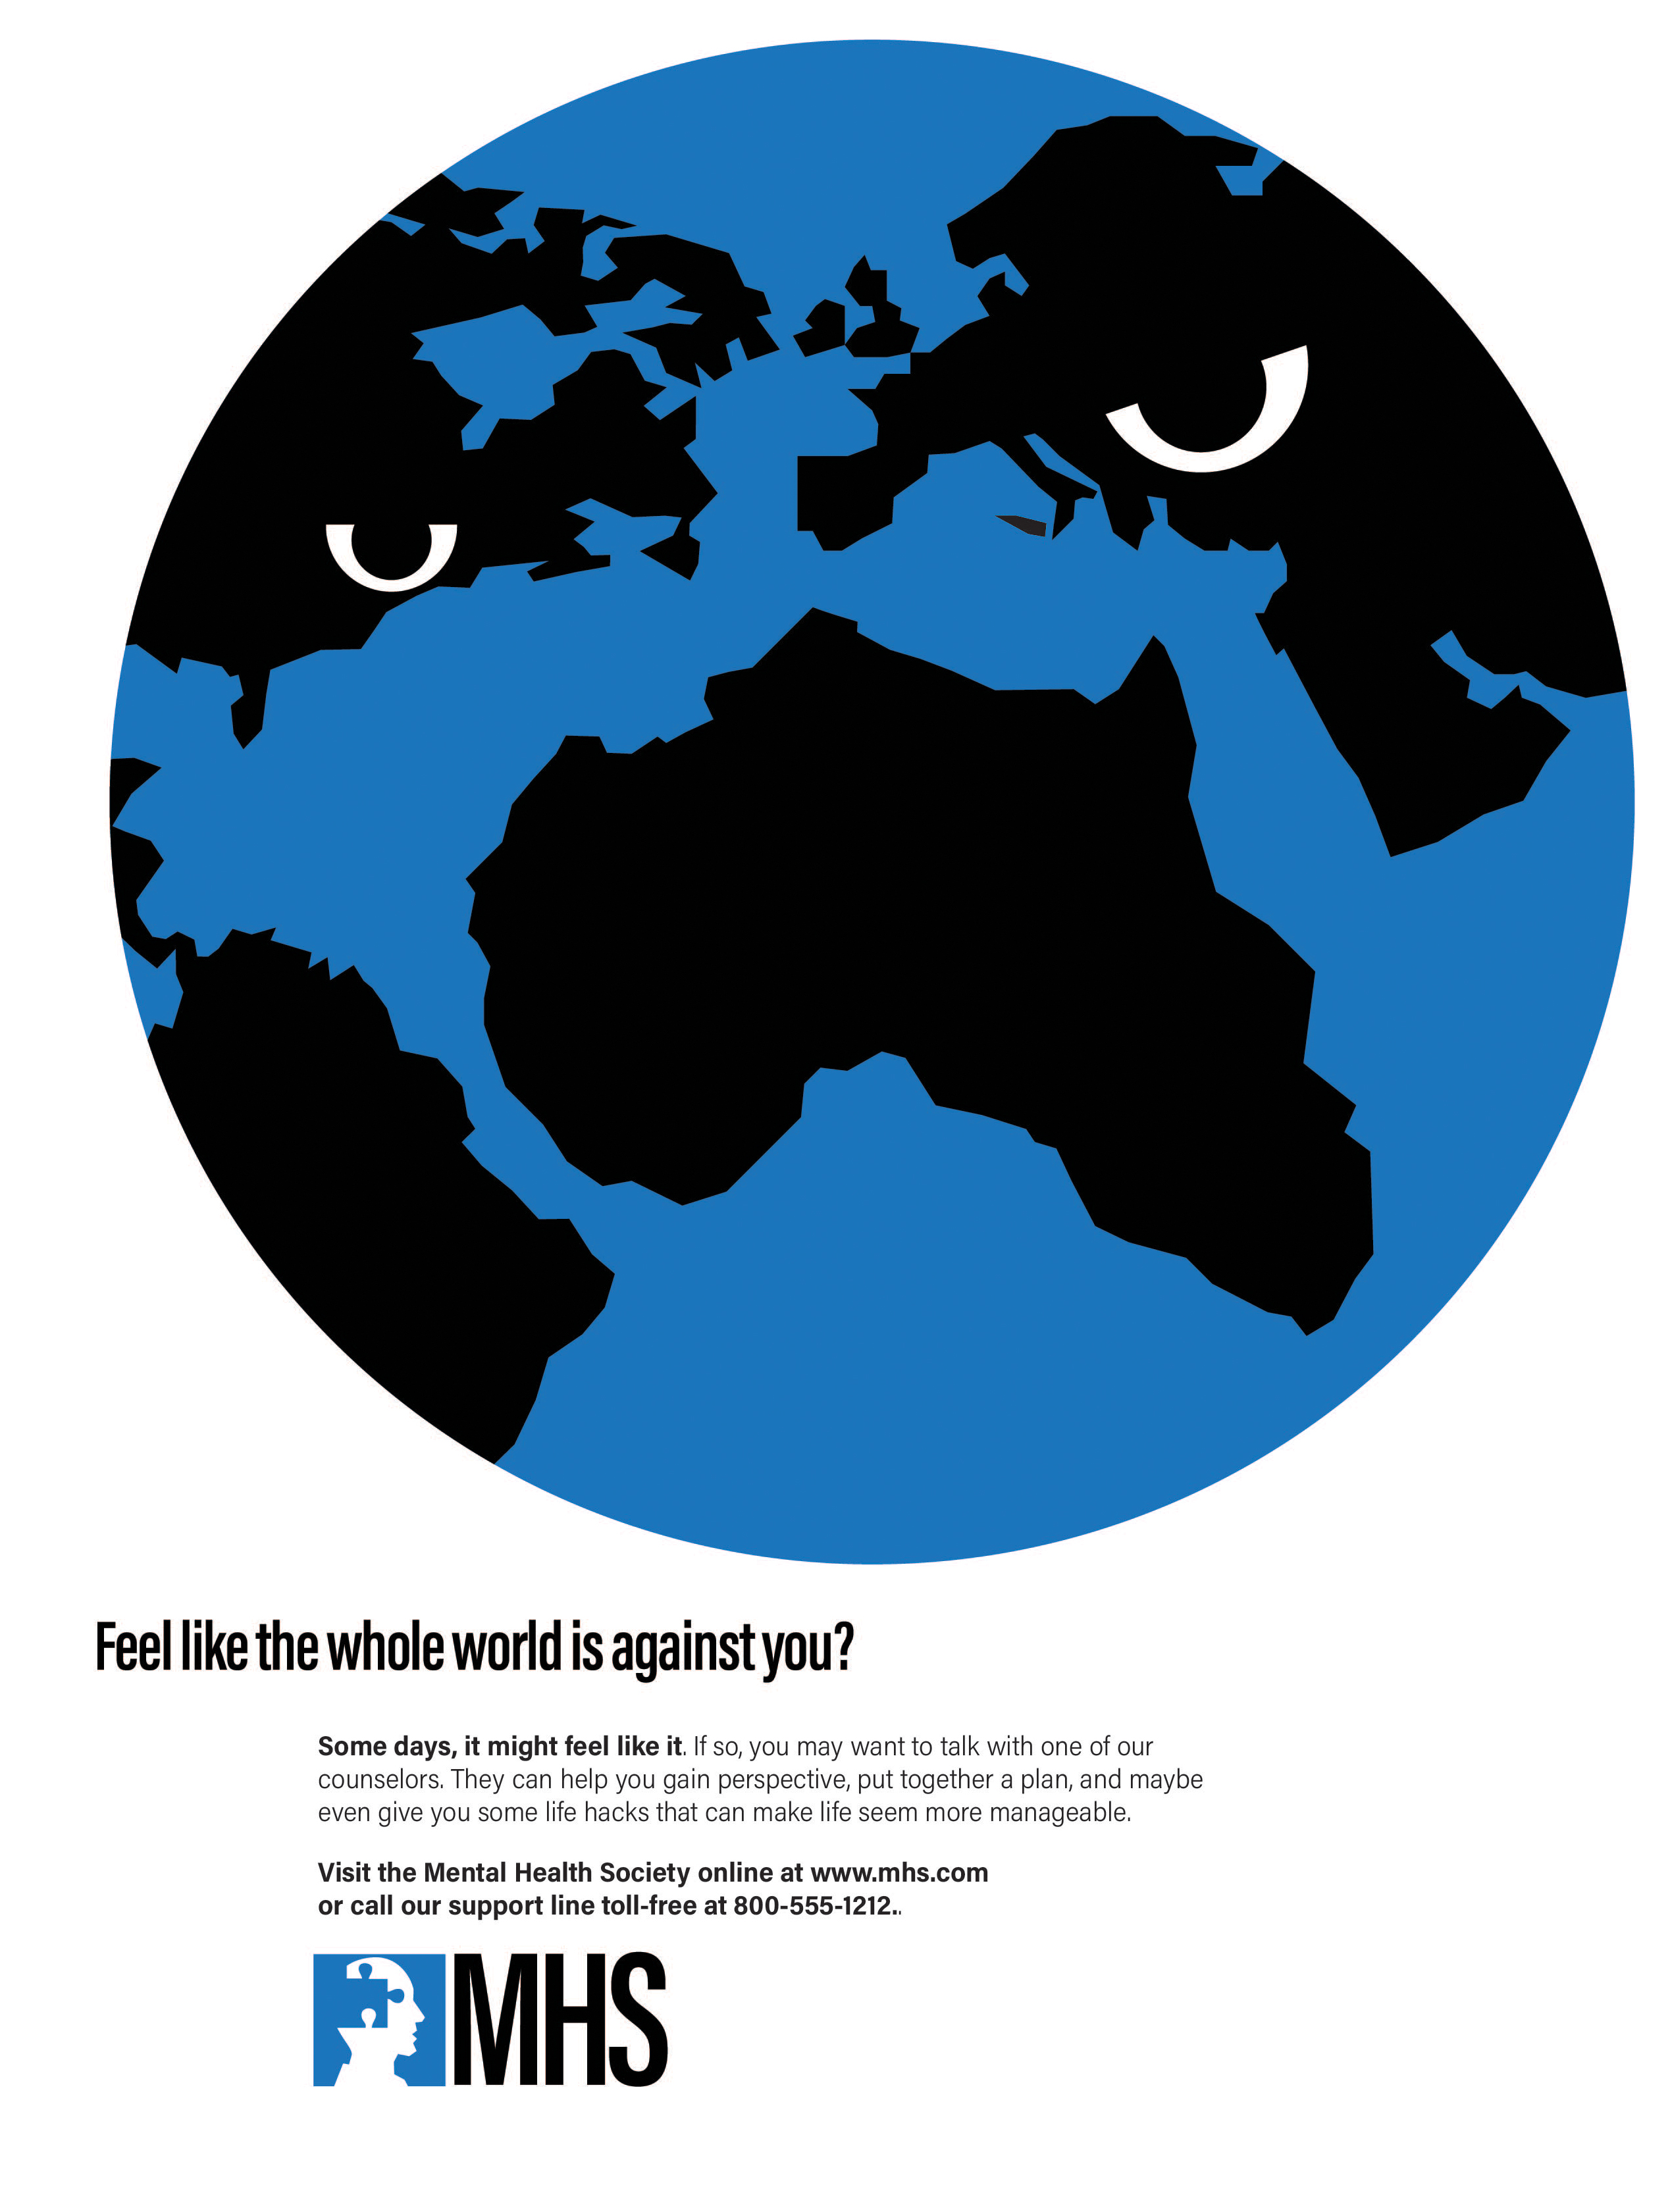 Feel like the whole world is against you?
Some days, it might feel like it. If so, you may want to talk with one of our
counselors. They can help you gain perspective, put together a plan, and maybe
even give you some life hacks that can make life seem more manageable.
Visit the Mental Health Society online at www.mhs.com
or call our support line toll-free at 800-555-1212..
MHS